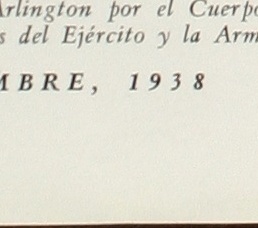 Arlington por el Cuerpo
s del Ejército y la Arm
MBRE, 1938